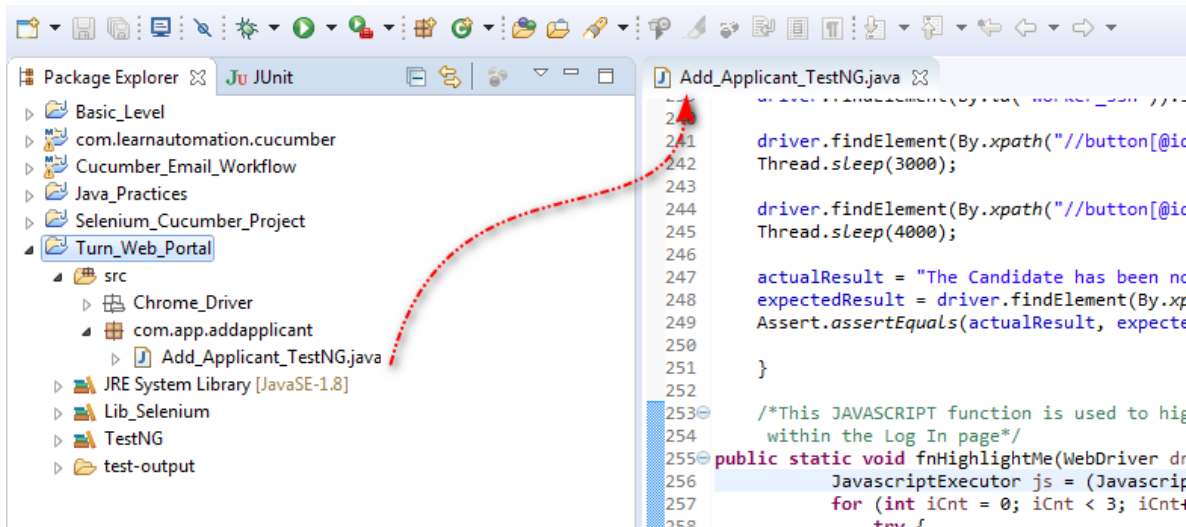 Package Explorer
JUnit
Basic_Level
com.learnautomation.cucumber
Cucumber_Email_Workflow
Java_Practices
Selenium_Cucumber_Project
Turn_Web_Portal
src
Chrome_Driver
com.app.addapplicant
Add_Applicant_TestNG.java
JRE System Library [JavaSE-1.8]
Lib_Selenium
TestNG
test-output
Add_Applicant_TestNG.java
241 driver.findElement(By.xpath("//button[@id
242 Thread.sleep(3000);
243
244 driver.findElement(By.xpath("//button[@id
245 Thread.sleep(4000);
246
247 actualResult = "The Candidate has been no
248 expectedResult = driver.findElement(By.xp
249 Assert.assertEquals(actualResult, expecte
250
251 }
252
253 /*This JAVASCRIPT function is used to hig
254 within the Log In page*/
255 public static void fnHighlightMe(WebDriver dr
256 JavascriptExecutor js = (Javascrip
257 for (int iCnt = 0; iCnt < 3; iCnt+
258 try {